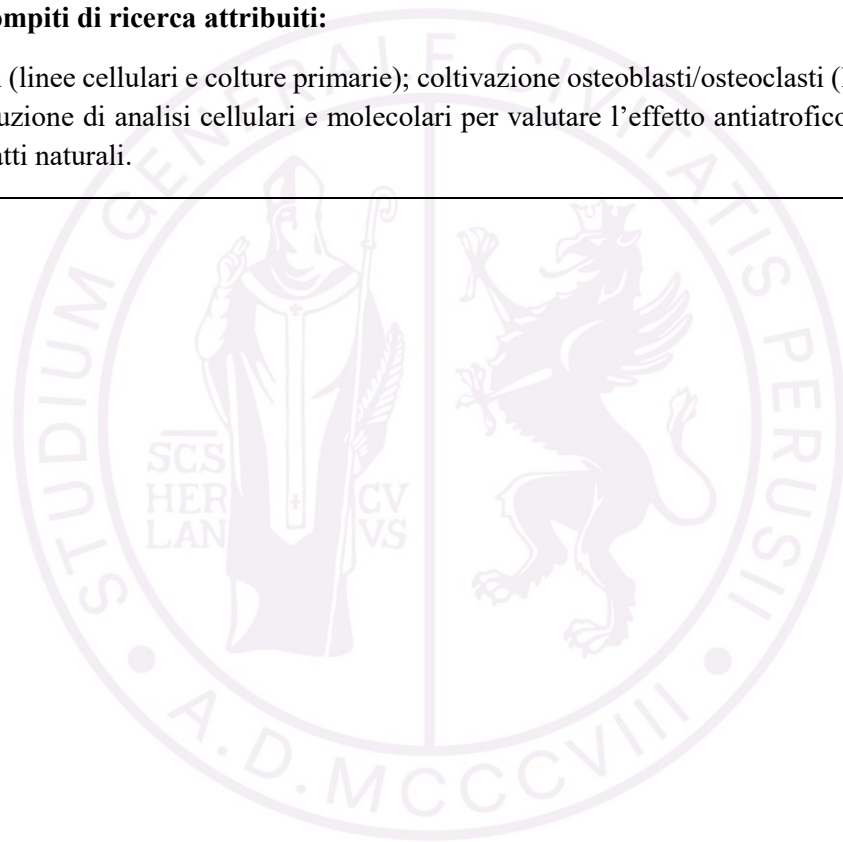 ompiti di ricerca attribuiti:
(linee cellulari e colture primarie); coltivazione osteoblasti/osteoclasti (
uzione di analisi cellulari e molecolari per valutare l’effetto antiatrofico
atti naturali.
STUDIUM GENERALE CIVITATIS PERUSII
SCS
HER CV
LAN VS
A.D. MCCCVIII